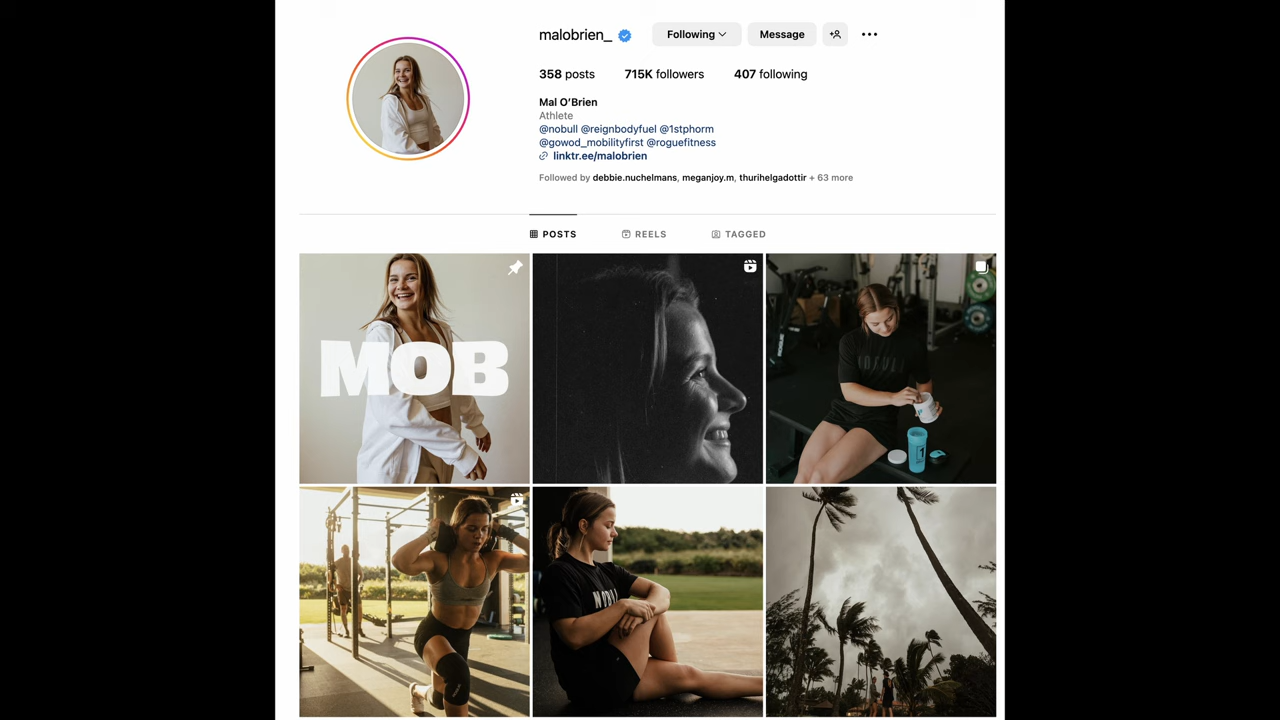 malobrien_ Following Message
358 posts 715K followers 407 following
Mal O'Brien
Athlete
@nobull @reignbodyfuel @1stphorm
@gowod_mobilityfirst @roguefitness
linktr.ee/malobrien
Followed by debbie.nuchelmans, meganjoy.m, thurihelgadottir + 63 more
POSTS REELS TAGGED
MOB